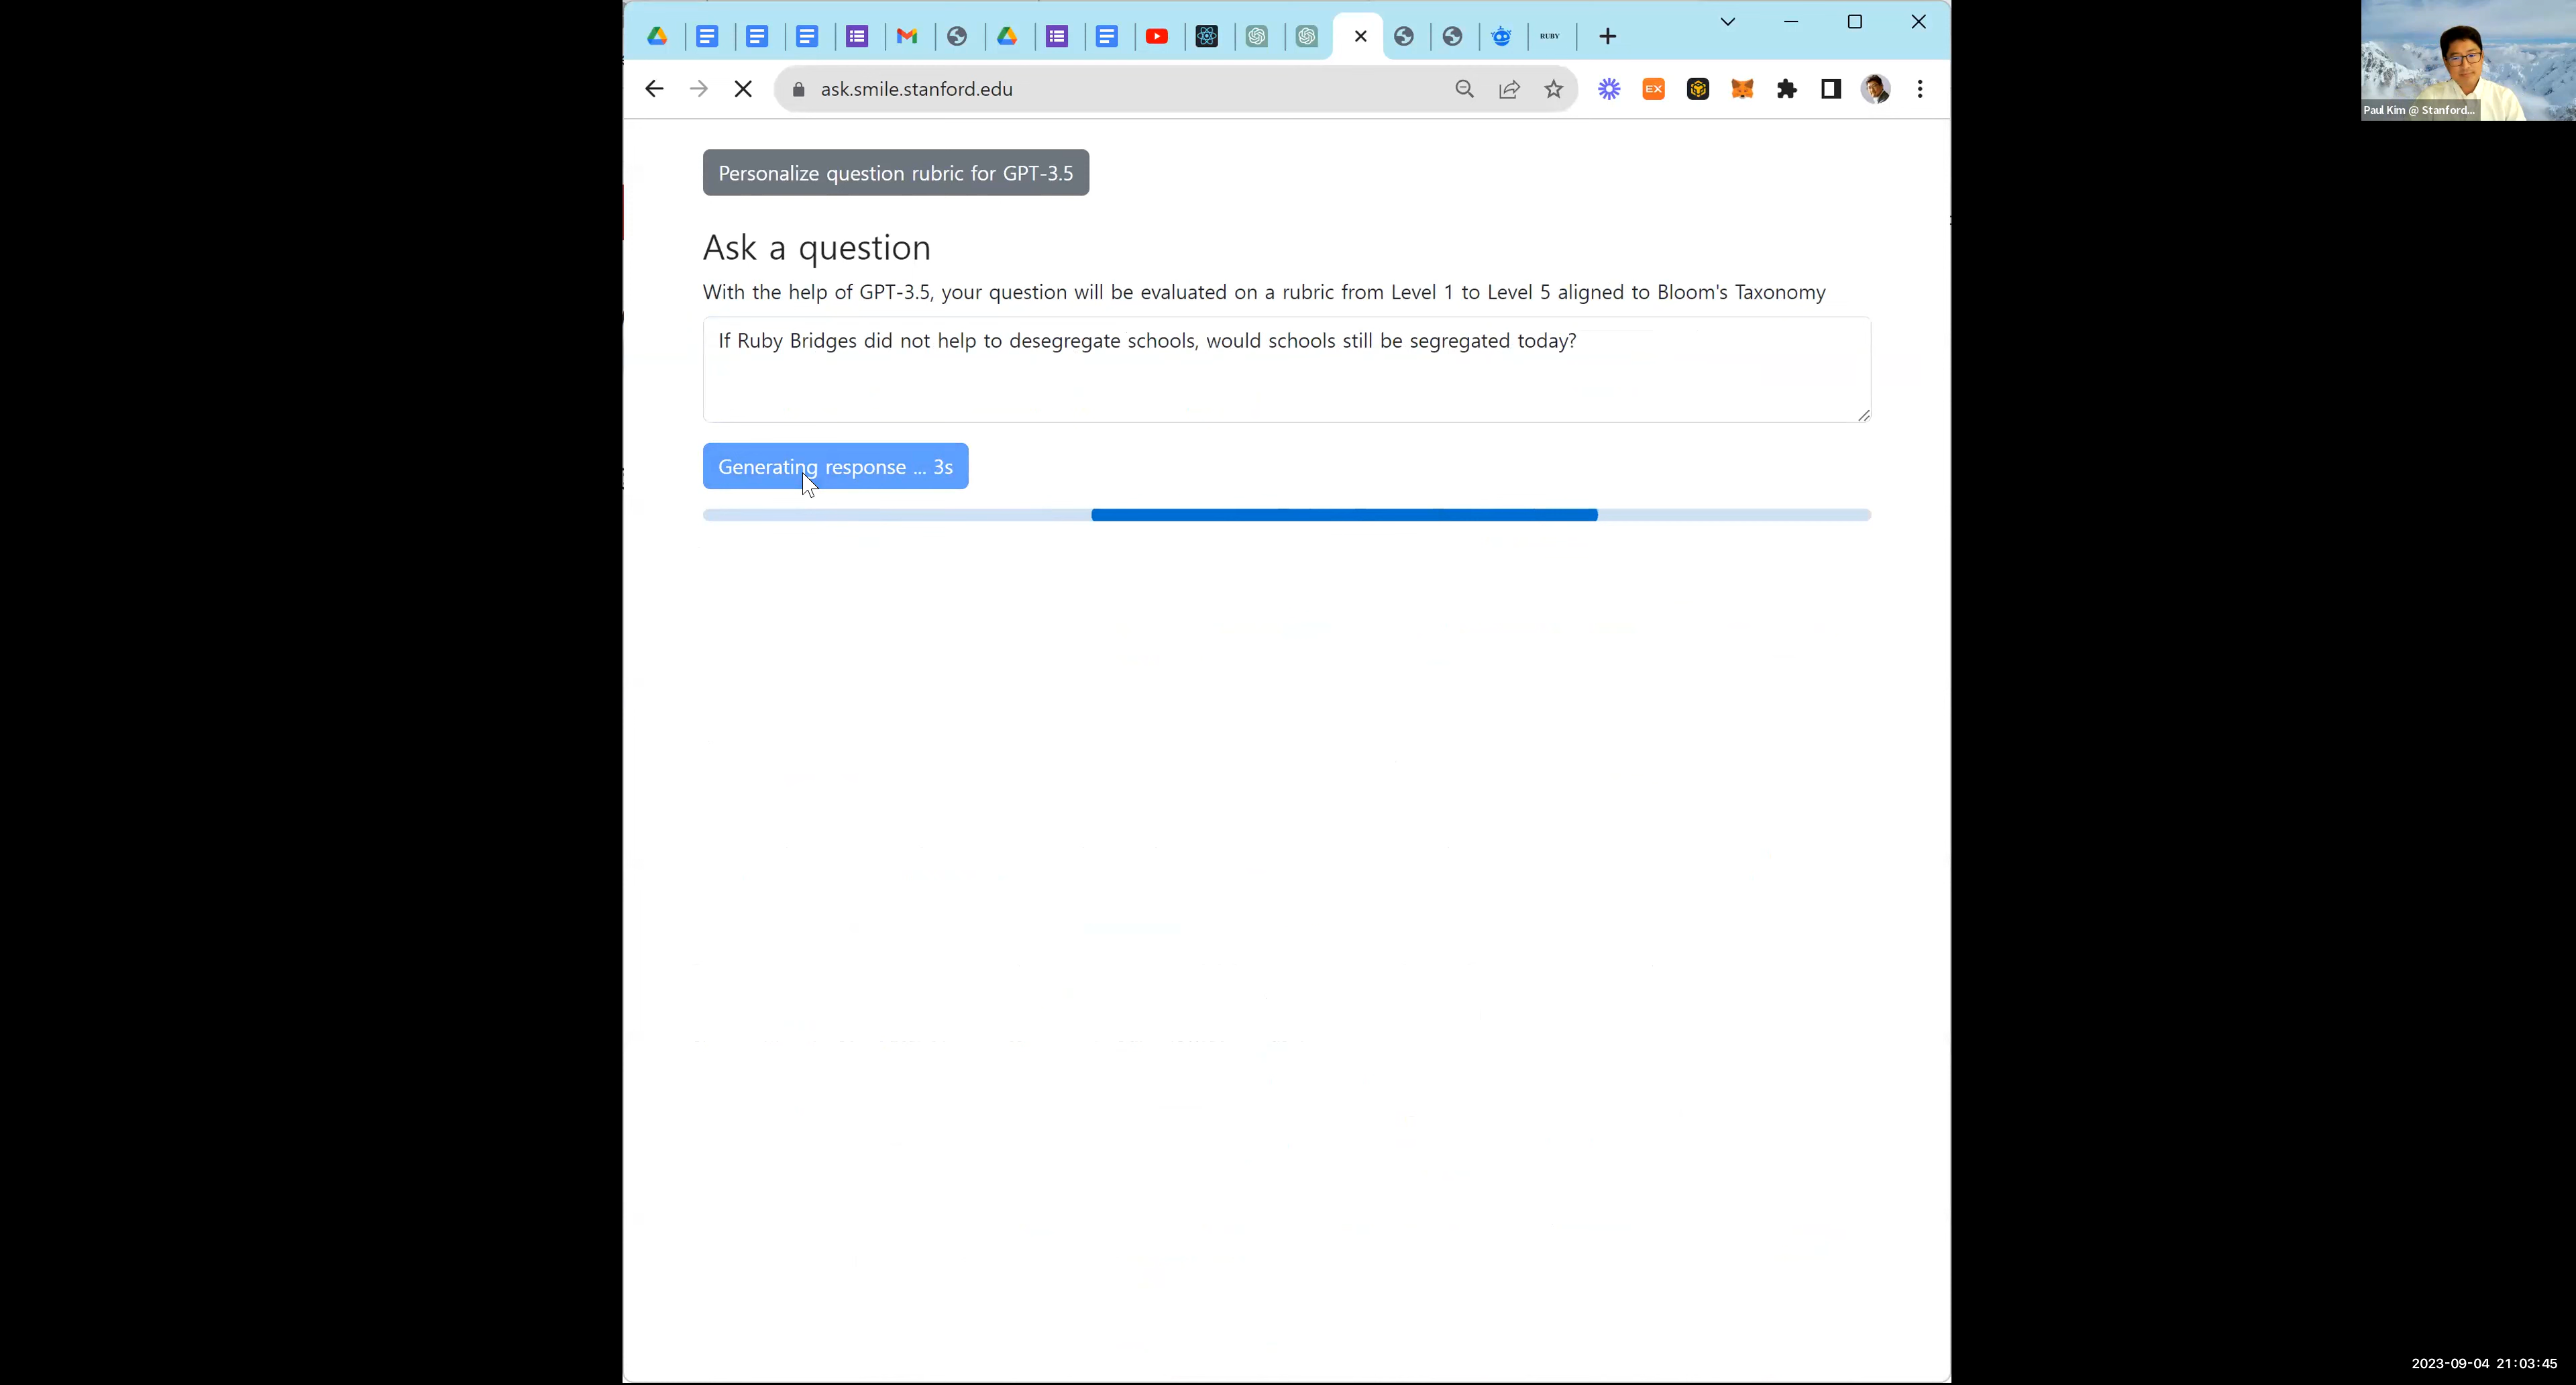 RUBY
ask.smile.stanford.edu
EX
Paul Kim @ Stanford...
Personalize question rubric for GPT-3.5
Ask a question
With the help of GPT-3.5, your question will be evaluated on a rubric from Level 1 to Level 5 aligned to Bloom's Taxonomy
If Ruby Bridges did not help to desegregate schools, would schools still be segregated today?
Generating response ... 3s
2023-09-04 21:03:45